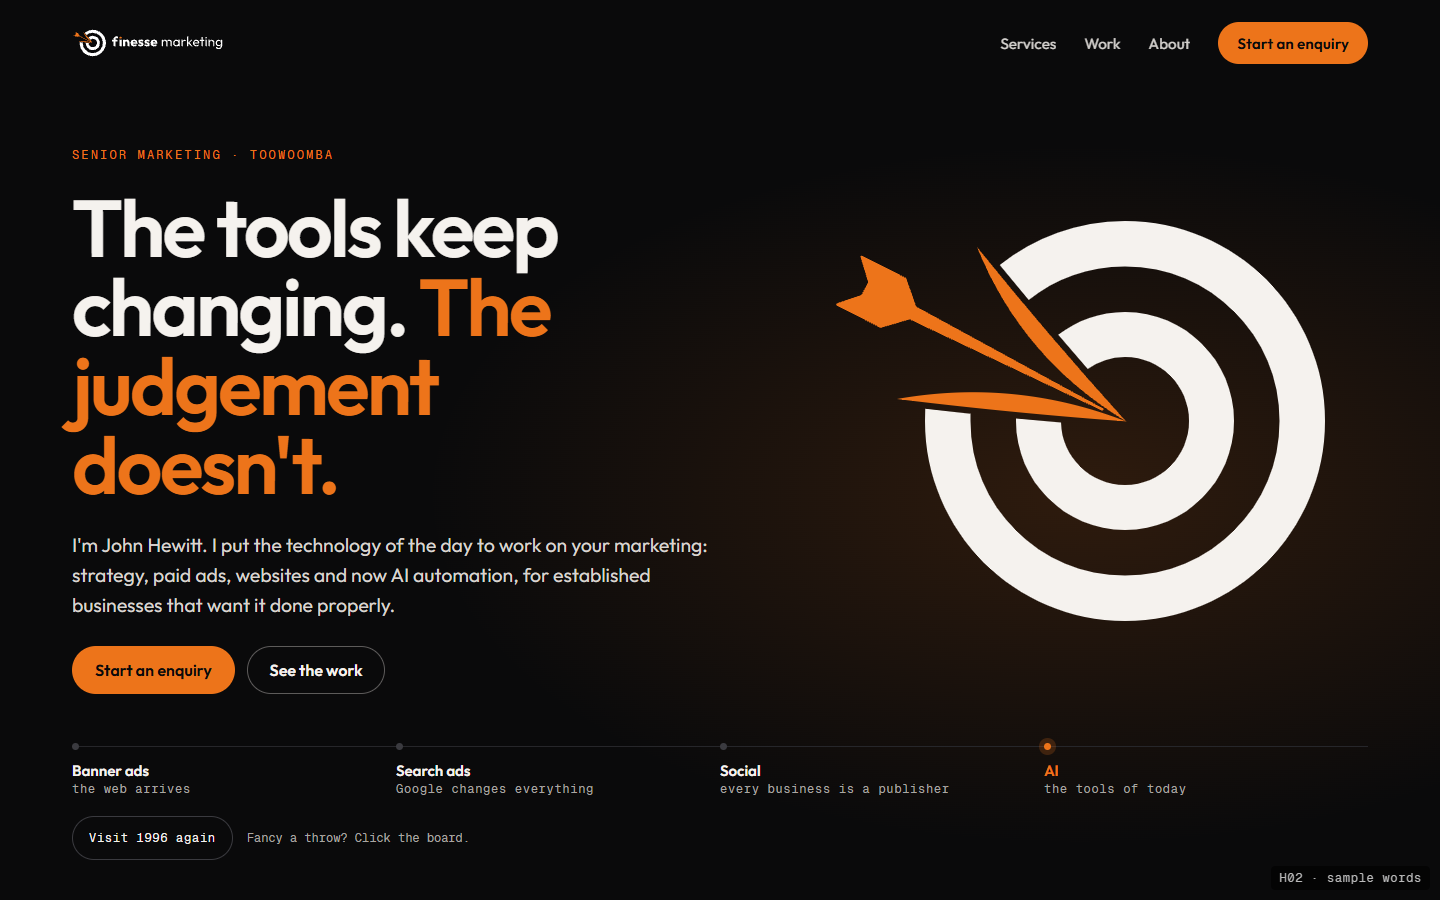 finesse marketing
Services
Work
About
Start an enquiry
SENIOR MARKETING · TOOWOOMBA
The tools keep
changing. The
judgement
doesn't.
I'm John Hewitt. I put the technology of the day to work on your marketing:
strategy, paid ads, websites and now AI automation, for established
businesses that want it done properly.
Start an enquiry
See the work
Banner ads
the web arrives
Search ads
Google changes everything
Social
every business is a publisher
AI
the tools of today
Visit 1996 again
Fancy a throw? Click the board.
H02 · sample words